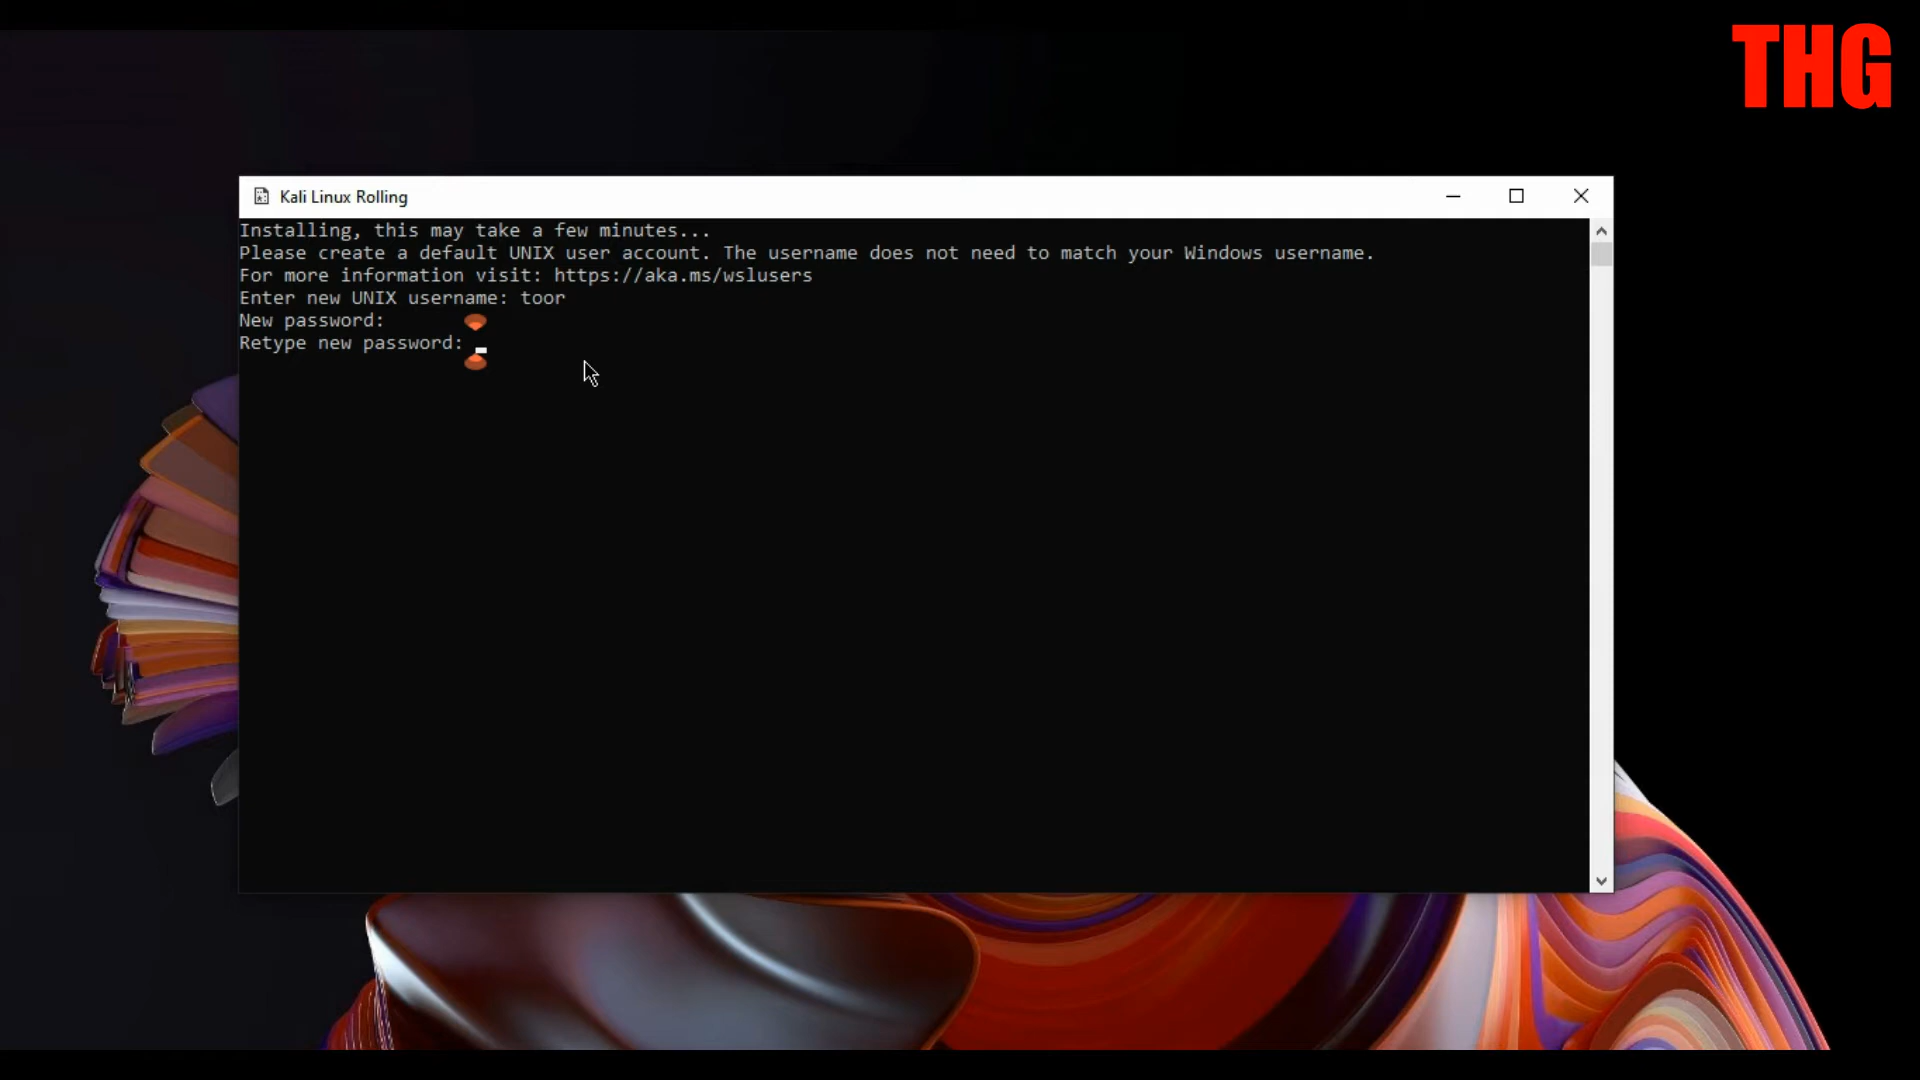 THG
Kali Linux Rolling
Installing, this may take a few minutes...
Please create a default UNIX user account. The username does not need to match your Windows username.
For more information visit: https://aka.ms/wslusers
Enter new UNIX username: toor
New password:
Retype new password: